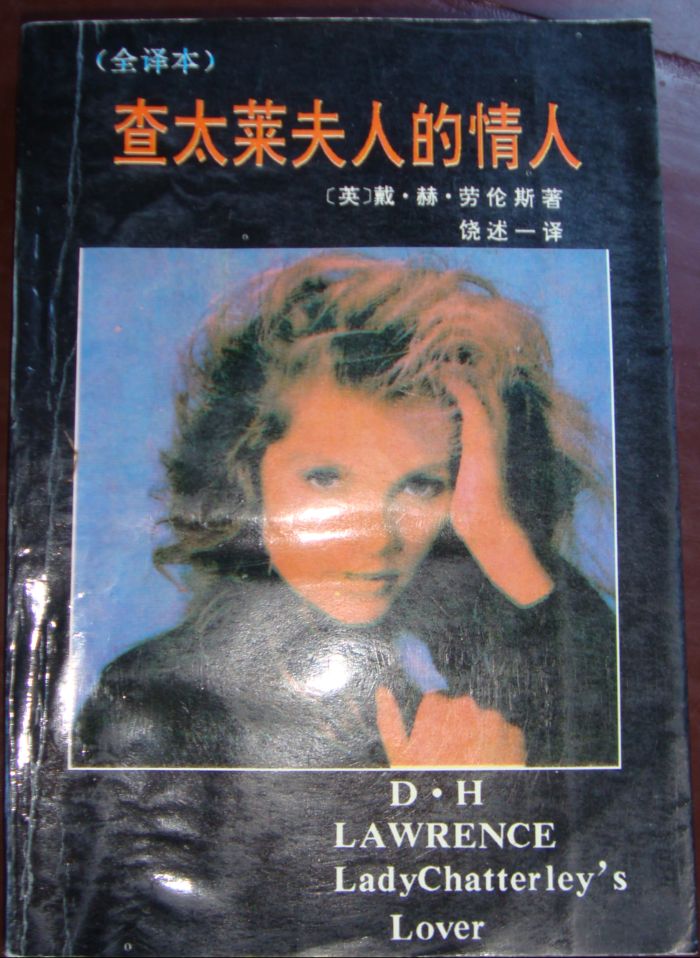 （全译本）
查太莱夫人的情人
〔英〕戴·赫·劳伦斯著
饶述一译
D·H
LAWRENCE
LadyChatterley's
Lover